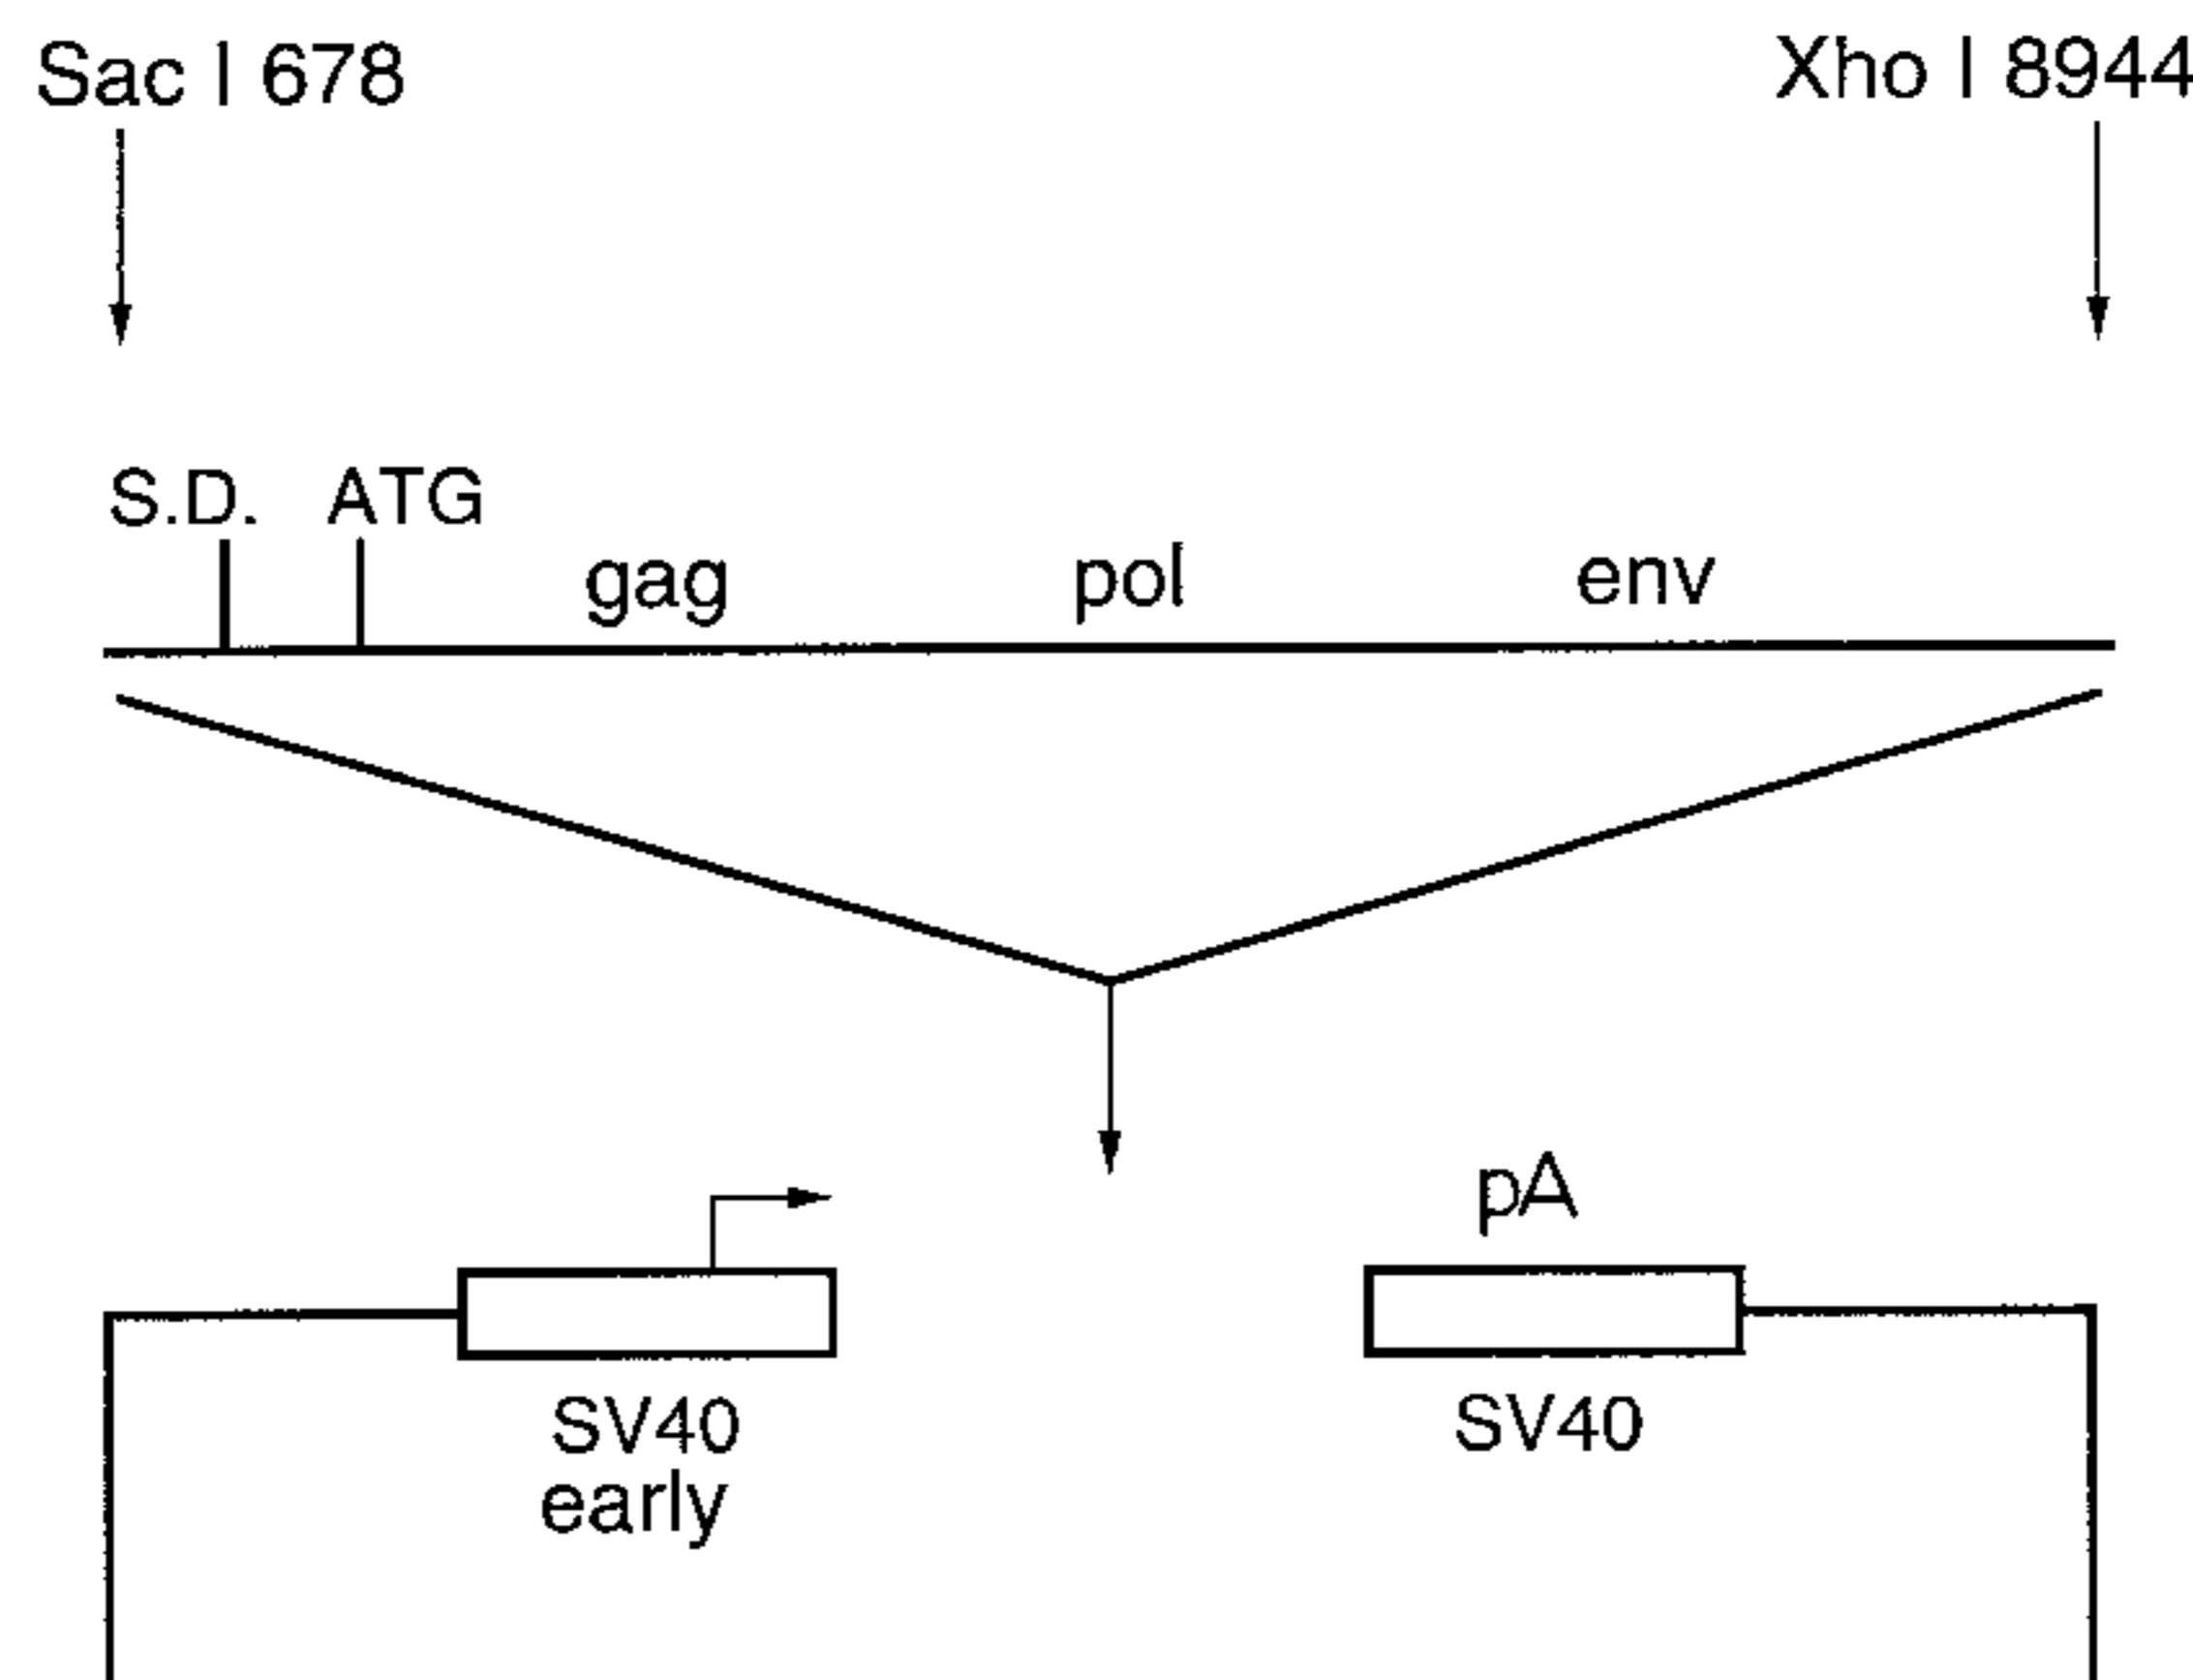 Sac I 678
Xho I 8944
S.D.
ATG
gag
pol
env
pA
SV40
early
SV40